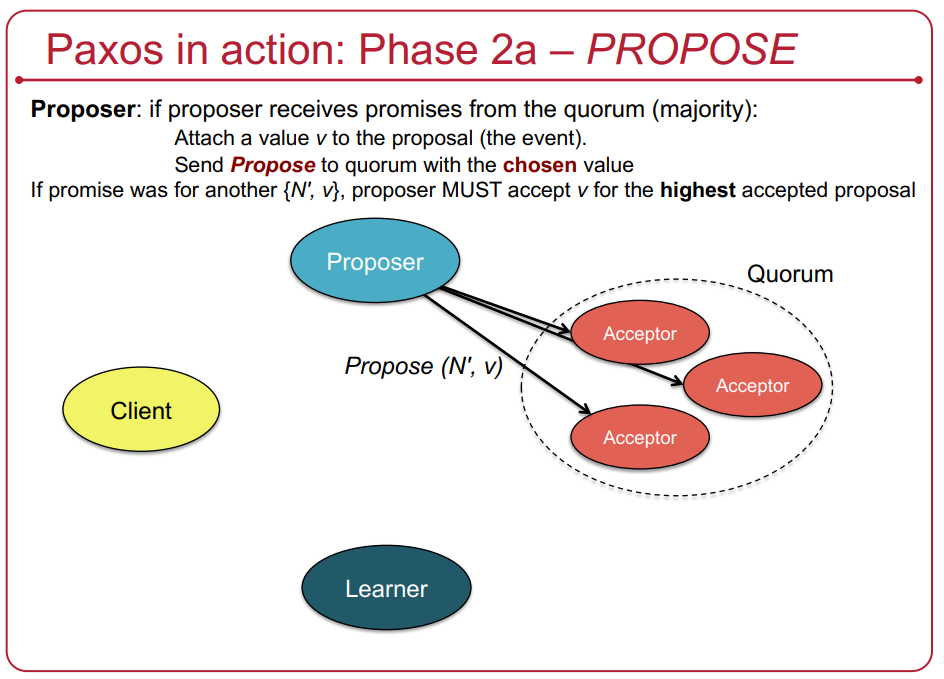 Paxos in action: Phase 2a – PROPOSE
Proposer: if proposer receives promises from the quorum (majority):
Attach a value v to the proposal (the event).
Send Propose to quorum with the chosen value
If promise was for another {N', v}, proposer MUST accept v for the highest accepted proposal
Proposer
Quorum
Acceptor
Propose (N', v)
Acceptor
Client
Acceptor
Learner